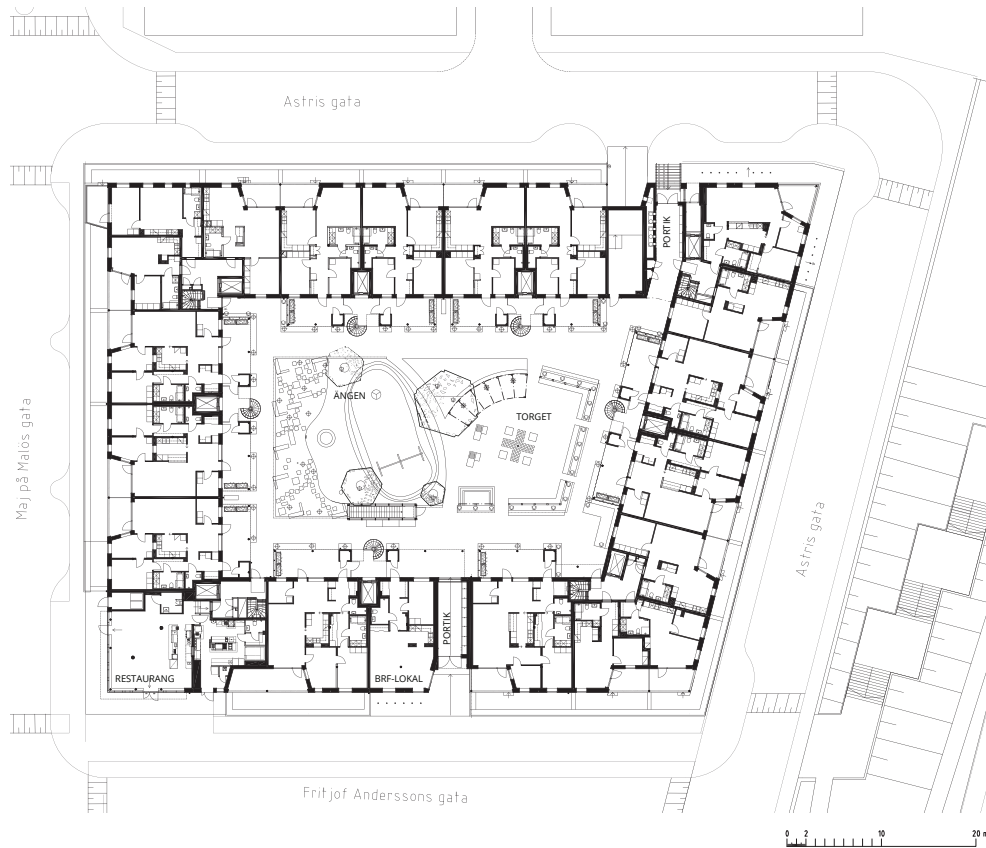 Astris gata
PORTIK
Maj på Malös gata
ÄNGEN
TORGET
Astris gata
PORTIK
RESTAURANG
BRF-LOKAL
Fritjof Anderssons gata
0 2 10 20 m